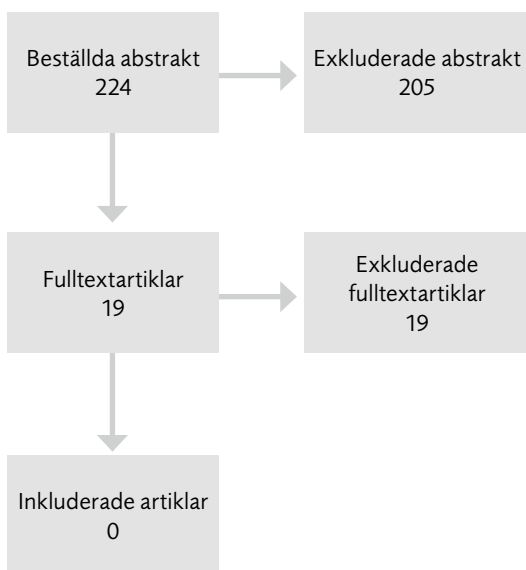 Beställda abstrakt
224
Exkluderade abstrakt
205
Fulltextartiklar
19
Exkluderade
fulltextartiklar
19
Inkluderade artiklar
0